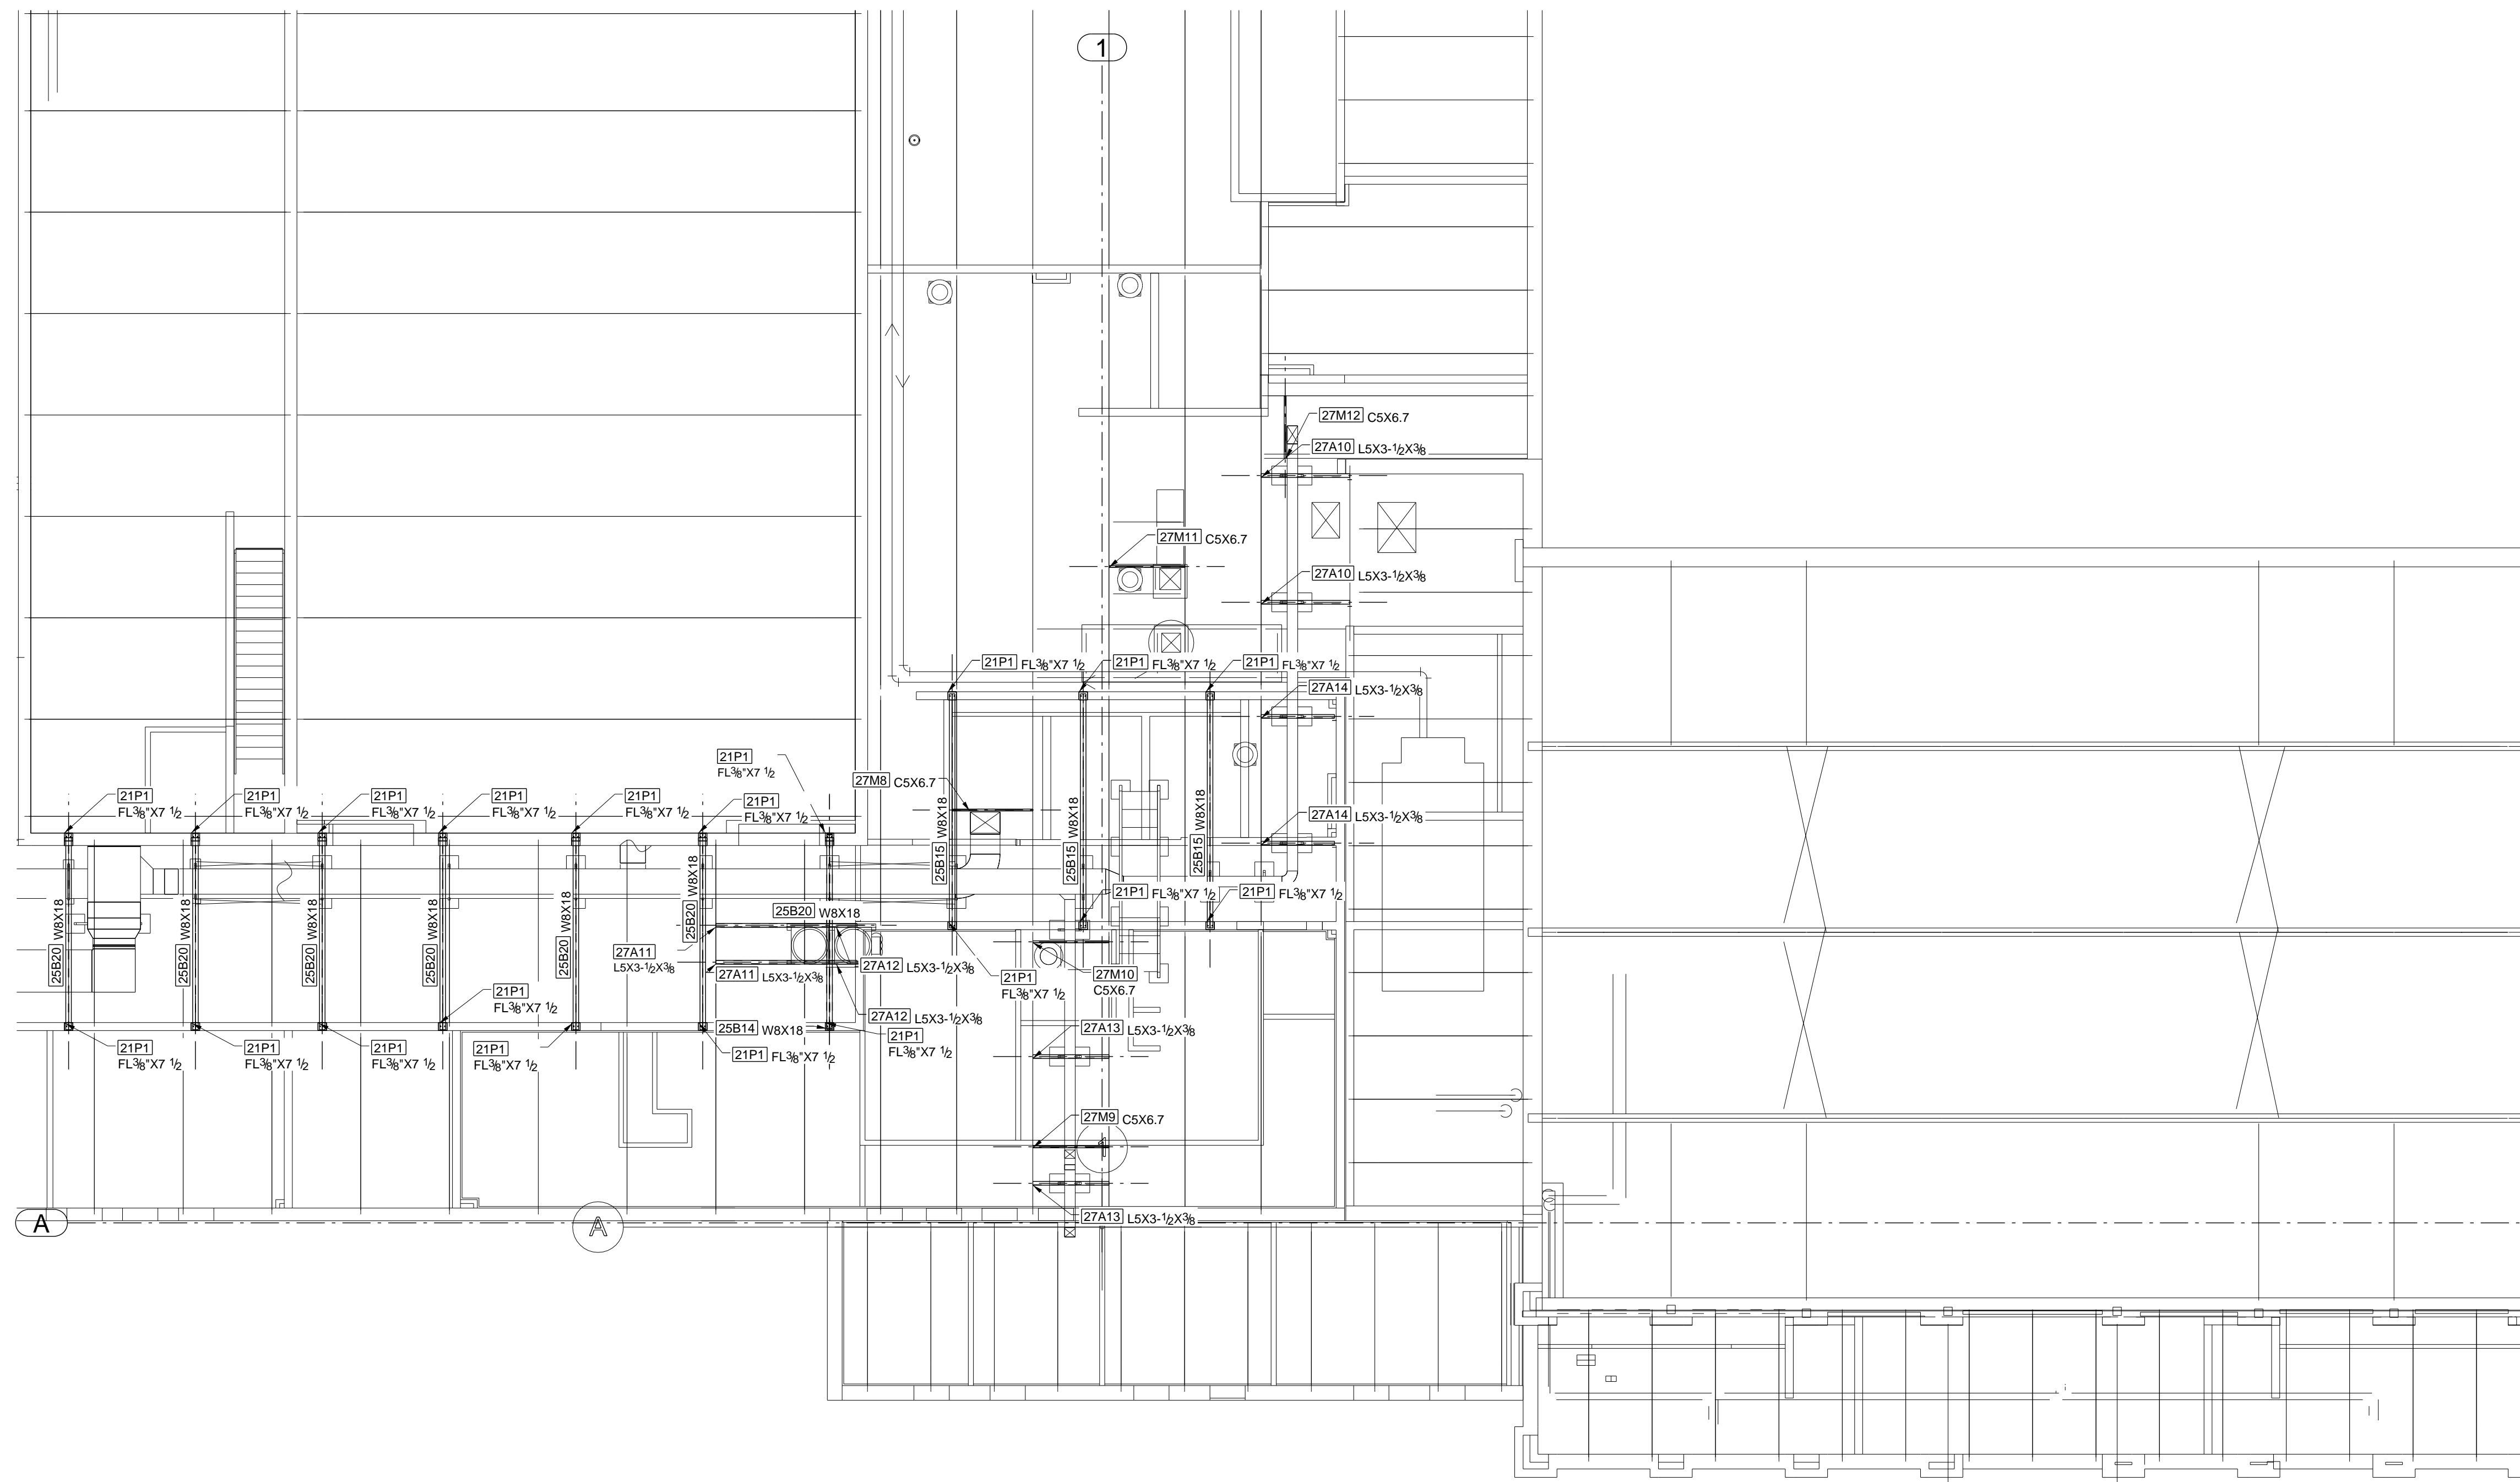 1
27M12 C5X6.7
27A10 L5X3-1/2X3/8
27M11 C5X6.7
27A10 L5X3-1/2X3/8
21P1 FL3/8"X7 1/2
21P1 FL3/8"X7 1/2
21P1 FL3/8"X7 1/2
27A14 L5X3-1/2X3/8
21P1
FL3/8"X7 1/2
27M8 C5X6.7
21P1
FL3/8"X7 1/2
21P1
FL3/8"X7 1/2
21P1
FL3/8"X7 1/2
21P1
FL3/8"X7 1/2
21P1
FL3/8"X7 1/2
21P1
FL3/8"X7 1/2
25B15 W8X18
25B15 W8X18
25B15 W8X18
27A14 L5X3-1/2X3/8
25B20 W8X18
25B20 W8X18
25B20 W8X18
25B20 W8X18
25B20 W8X18
25B20 W8X18
25B20 W8X18
21P1 FL3/8"X7 1/2
21P1 FL3/8"X7 1/2
27A11
L5X3-1/2X3/8
27A11 L5X3-1/2X3/8
27A12 L5X3-1/2X3/8
21P1
FL3/8"X7 1/2
27M10
C5X6.7
21P1
FL3/8"X7 1/2
27A12 L5X3-1/2X3/8
25B14 W8X18
27A13 L5X3-1/2X3/8
21P1
FL3/8"X7 1/2
21P1
FL3/8"X7 1/2
21P1
FL3/8"X7 1/2
21P1
FL3/8"X7 1/2
21P1
FL3/8"X7 1/2
21P1 FL3/8"X7 1/2
27M9 C5X6.7
1
27A13 L5X3-1/2X3/8
A
A